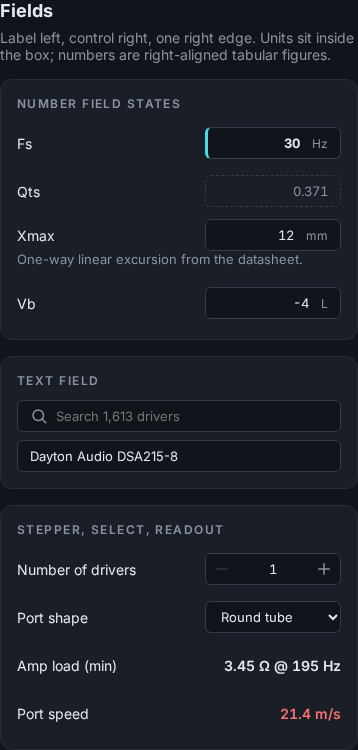 Fields
Label left, control right, one right edge. Units sit inside
the box; numbers are right-aligned tabular figures.
NUMBER FIELD STATES
Fs 30 Hz
Qts 0.371
Xmax 12 mm
One-way linear excursion from the datasheet.
Vb -4 L
TEXT FIELD
Search 1,613 drivers
Dayton Audio DSA215-8
STEPPER, SELECT, READOUT
Number of drivers − 1 +
Port shape Round tube
Amp load (min) 3.45 Ω @ 195 Hz
Port speed 21.4 m/s